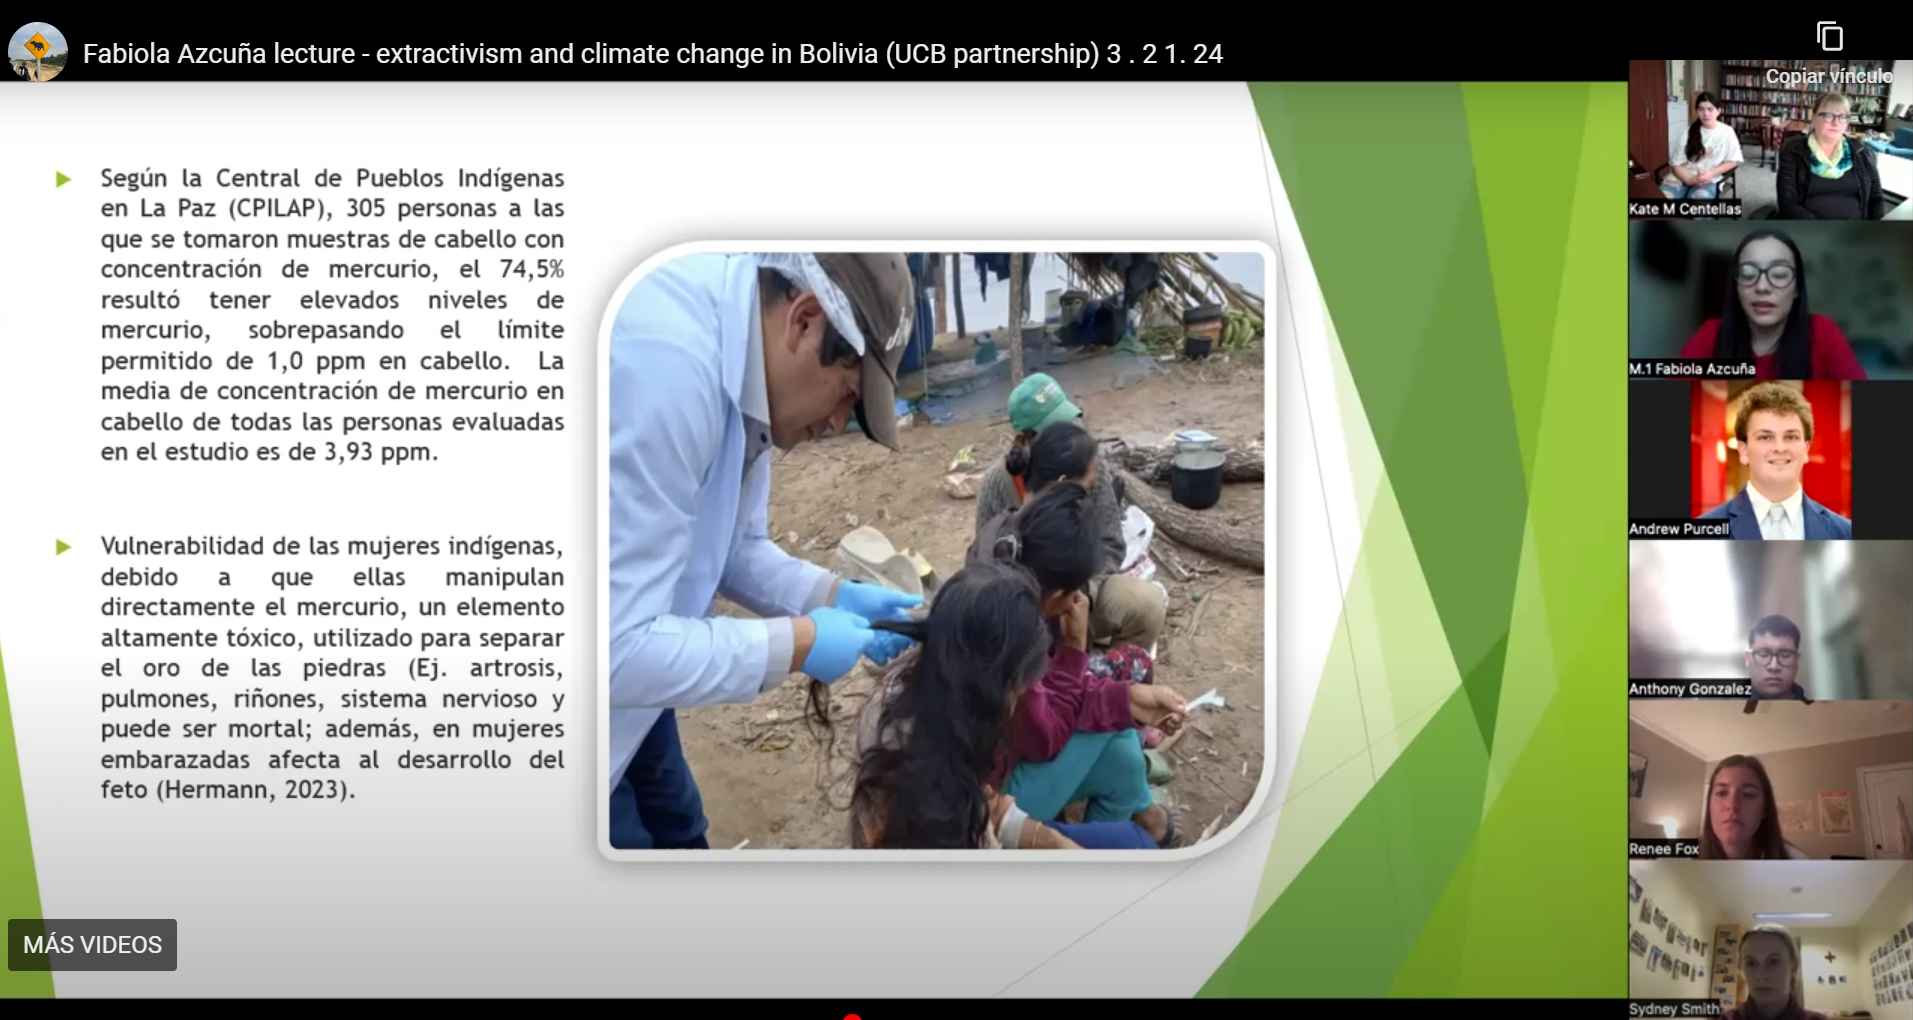 Fabiola Azcuña lecture - extractivism and climate change in Bolivia (UCB partnership) 3 . 2 1. 24
Copiar vínculo
Según la Central de Pueblos Indígenas
en La Paz (CPILAP), 305 personas a las
que se tomaron muestras de cabello con
concentración de mercurio, el 74,5%
resultó tener elevados niveles de
mercurio, sobrepasando el límite
permitido de 1,0 ppm en cabello. La
media de concentración de mercurio en
cabello de todas las personas evaluadas
en el estudio es de 3,93 ppm.
Vulnerabilidad de las mujeres indígenas,
debido a que ellas manipulan
directamente el mercurio, un elemento
altamente tóxico, utilizado para separar
el oro de las piedras (Ej. artrosis,
pulmones, riñones, sistema nervioso y
puede ser mortal; además, en mujeres
embarazadas afecta al desarrollo del
feto (Hermann, 2023).
MÁS VIDEOS
Kate M Centellas
M.1 Fabiola Azcuña
Andrew Purcell
Anthony Gonzalez
Renee Fox
Sydney Smith